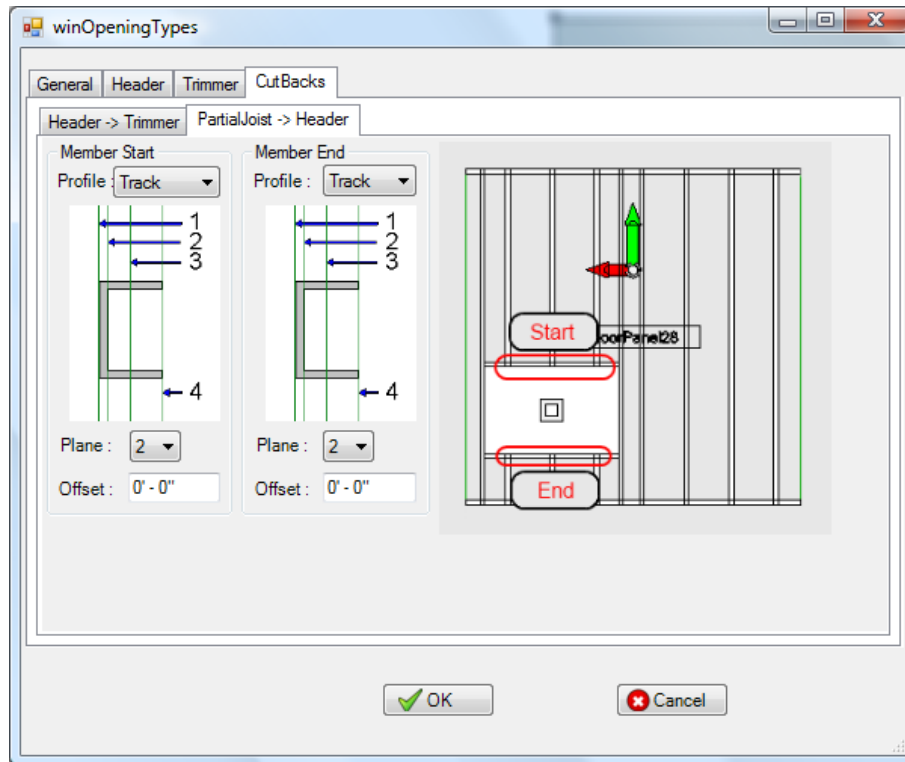 winOpeningTypes
General Header Trimmer CutBacks
Header -> Trimmer PartialJoist -> Header
Member Start
Profile : Track
1
2
3
4
Plane : 2
Offset : 0' - 0"
Member End
Profile : Track
1
2
3
4
Plane : 2
Offset : 0' - 0"
Start
oorPanel28
End
OK
Cancel